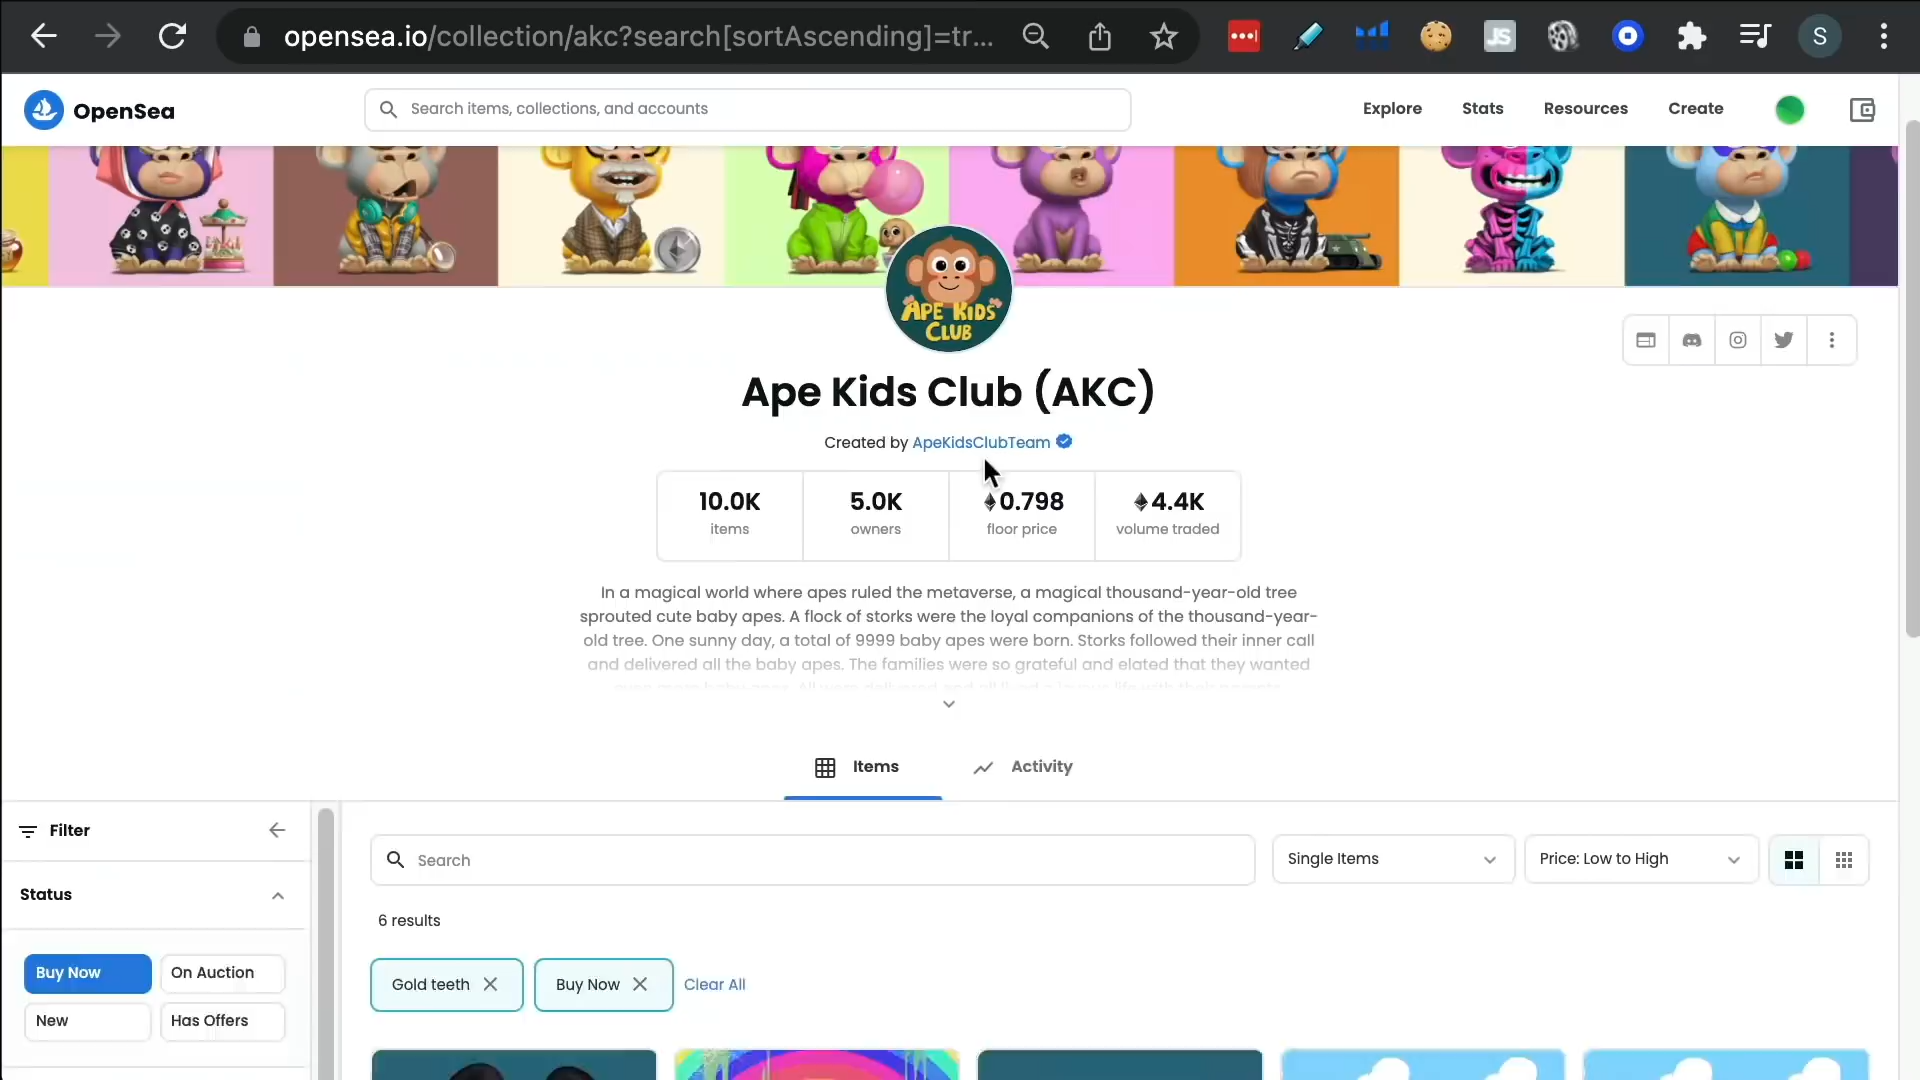 opensea.io/collection/akc?search[sortAscending]=tr...
JS
S
OpenSea
Search items, collections, and accounts
Explore
Stats
Resources
Create
APE KIDS
CLUB
Ape Kids Club (AKC)
Created by ApeKidsClubTeam
10.0K
items
5.0K
owners
0.798
floor price
4.4K
volume traded
In a magical world where apes ruled the metaverse, a magical thousand-year-old tree
sprouted cute baby apes. A flock of storks were the loyal companions of the thousand-year-
old tree. One sunny day, a total of 9999 baby apes were born. Storks followed their inner call
and delivered all the baby apes. The families were so grateful and elated that they wanted
Items
Activity
Filter
Search
Single Items
Price: Low to High
Status
6 results
Buy Now
On Auction
Gold teeth
Buy Now
Clear All
New
Has Offers